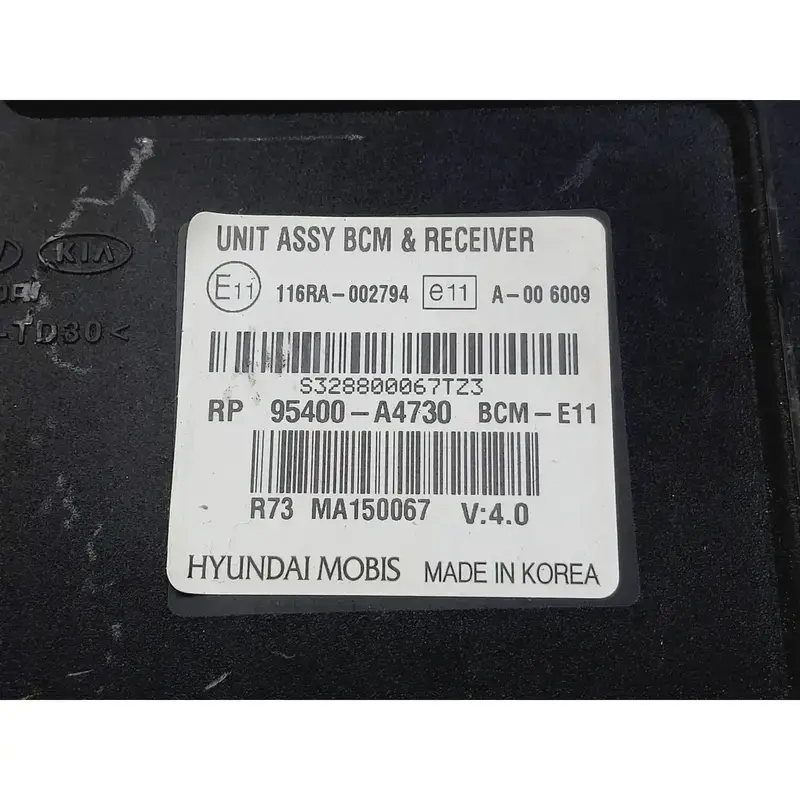 UNIT ASSY BCM & RECEIVER
E11 116RA-002794 e11 A-00 6009
S328800067TZ3
RP 95400-A4730 BCM-E11
R73 MA150067 V:4.0
HYUNDAI MOBIS MADE IN KOREA
KIA
-TD30<